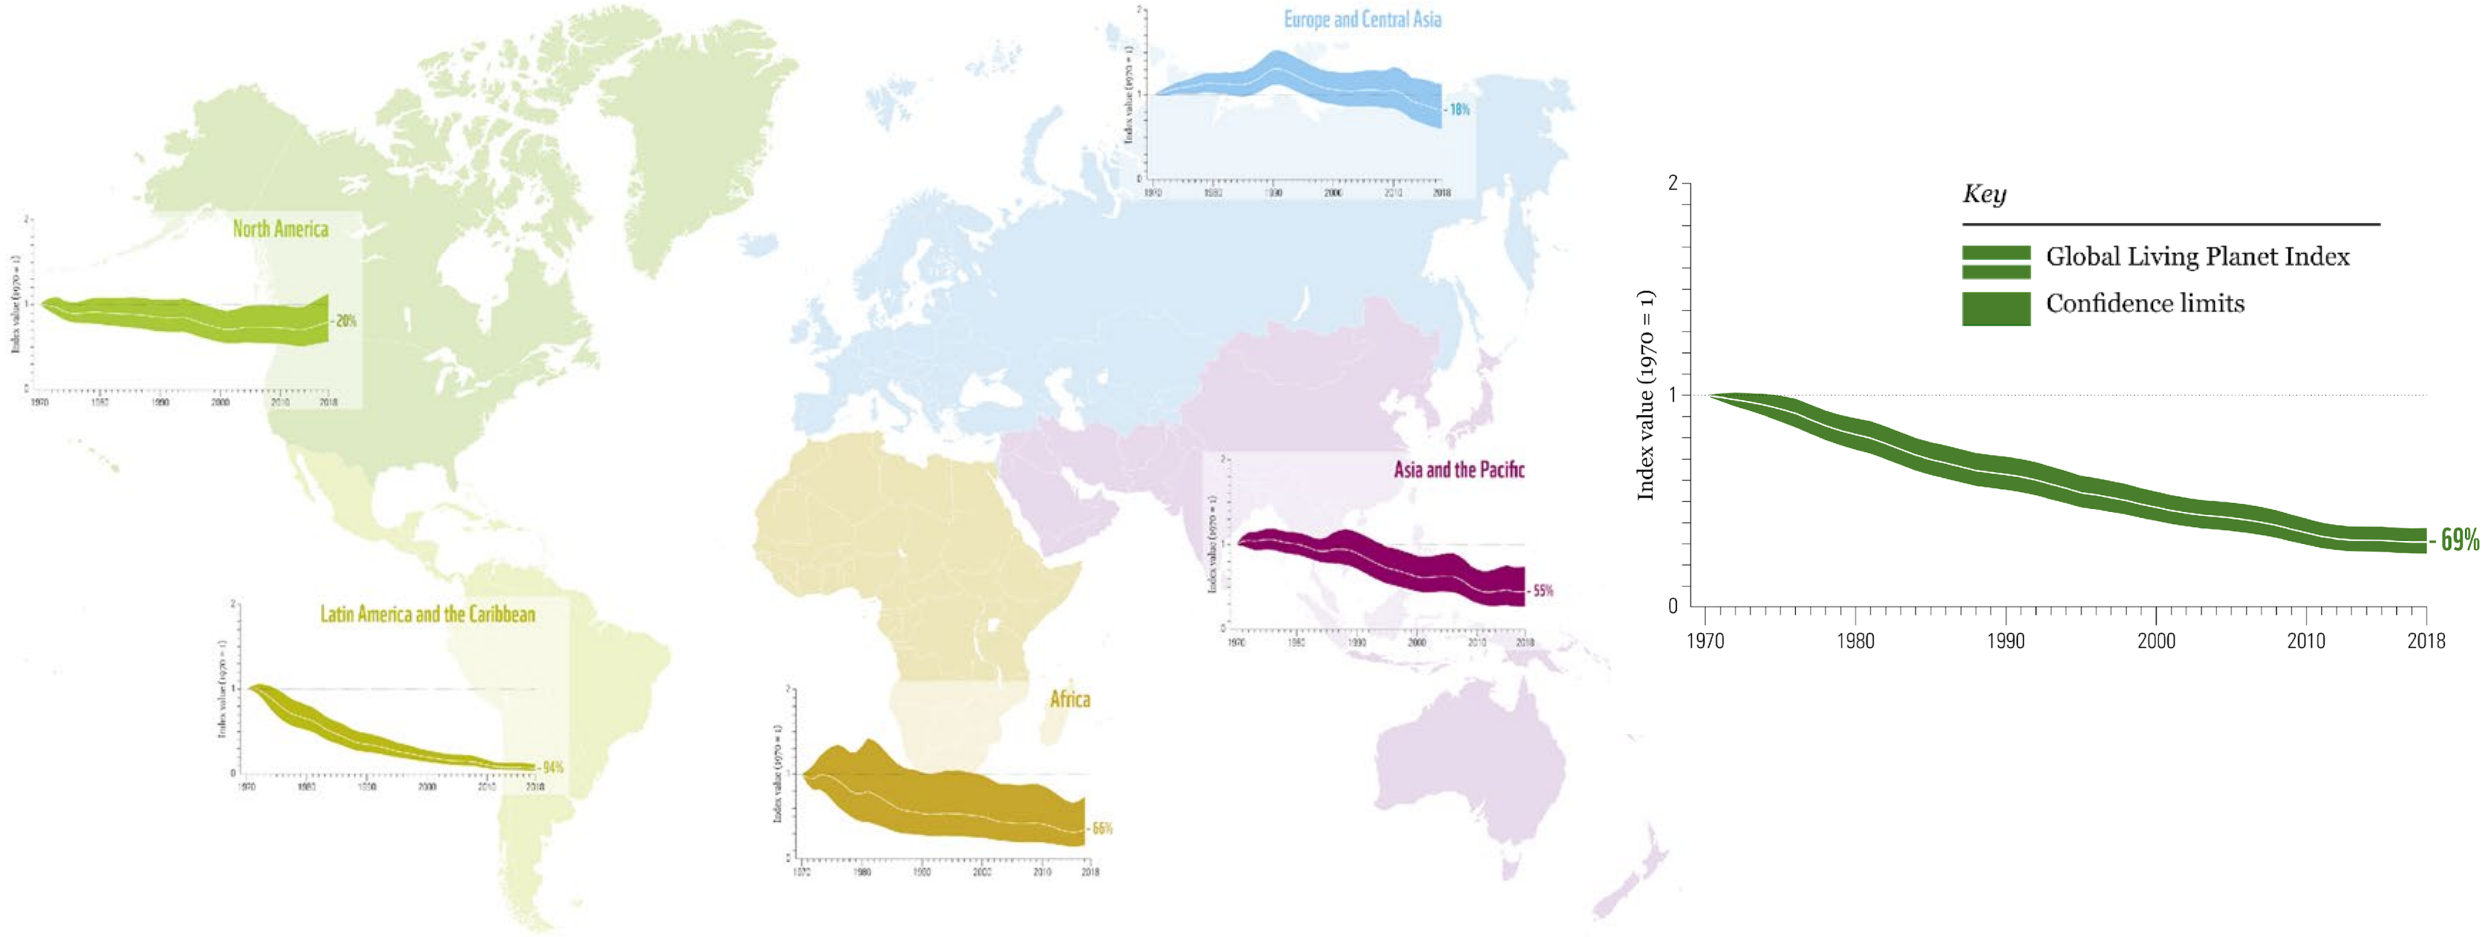 North America
Index value (1970 = 1)
2
1
0
1970 1980 1990 2000 2010 2018
- 20%
Latin America and the Caribbean
Index value (1970 = 1)
2
1
0
1970 1980 1990 2000 2010 2018
- 94%
Europe and Central Asia
Index value (1970 = 1)
2
1
0
1970 1980 1990 2000 2010 2018
- 18%
Africa
Index value (1970 = 1)
2
1
0
1970 1980 1990 2000 2010 2018
- 66%
Asia and the Pacific
Index value (1970 = 1)
2
1
0
1970 1980 1990 2000 2010 2018
- 55%
Key
Global Living Planet Index
Confidence limits
Index value (1970 = 1)
2
1
0
1970 1980 1990 2000 2010 2018
- 69%